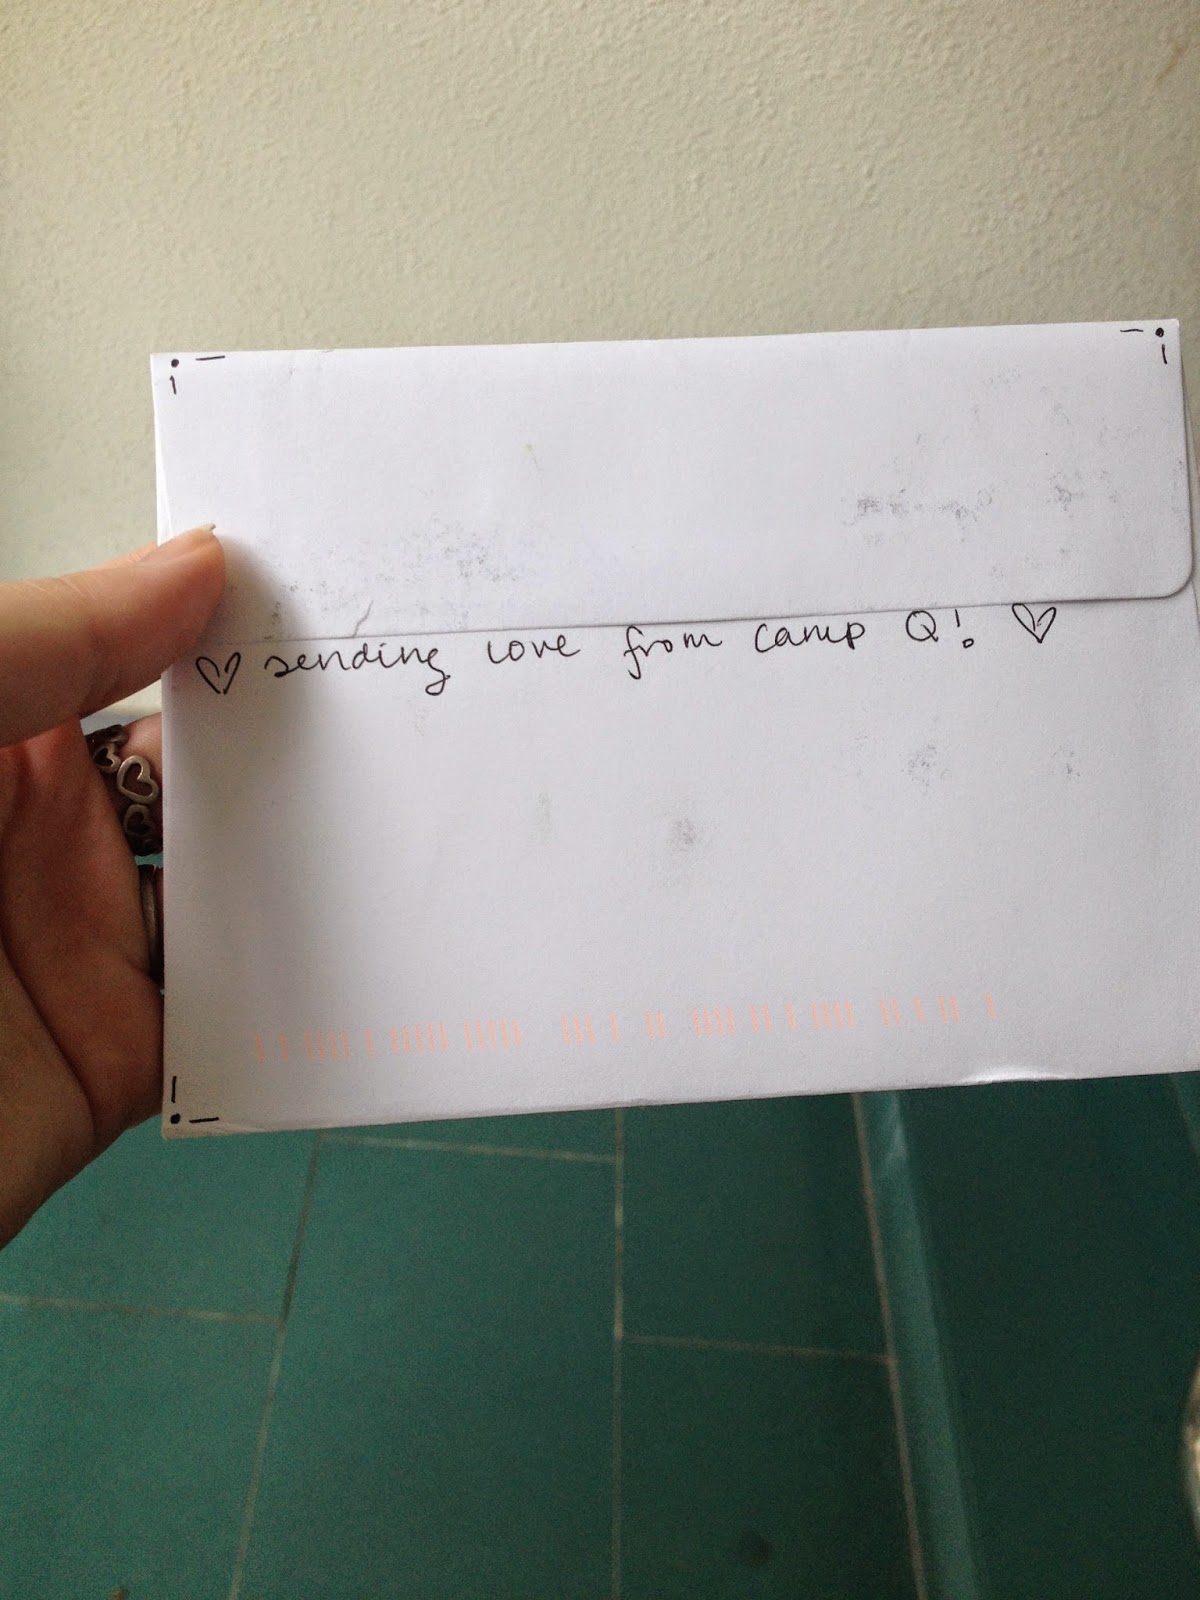 ♡ sending love from camp Q! ♡